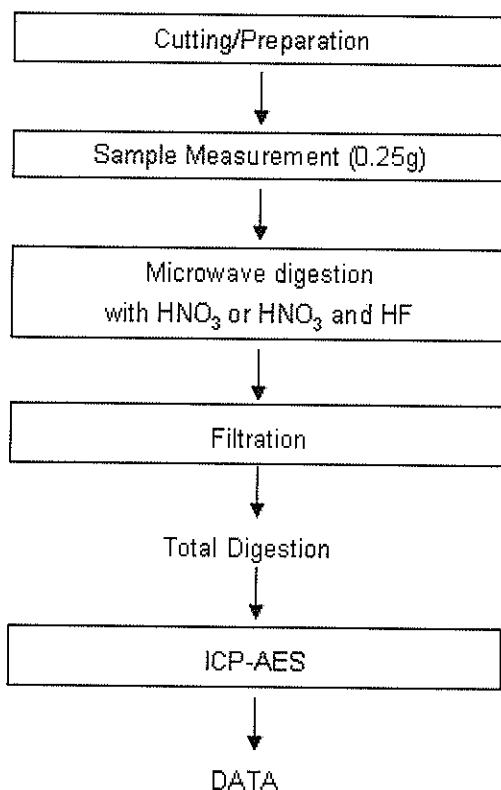 Cutting/Preparation
Sample Measurement (0.25g)
Microwave digestion
with HNO₃ or HNO₃ and HF
Filtration
Total Digestion
ICP-AES
DATA